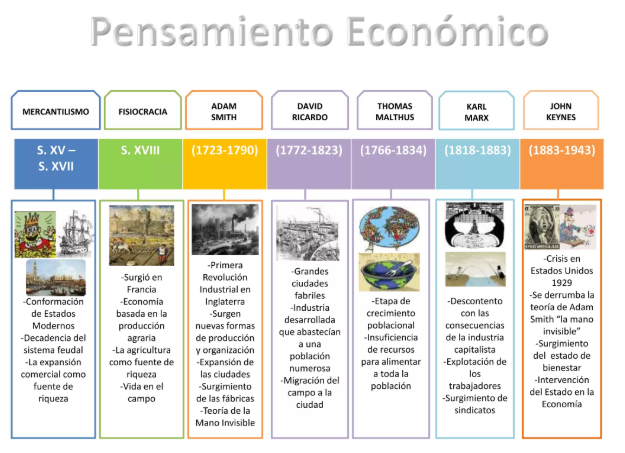 Pensamiento Económico
MERCANTILISMO
FISIOCRACIA
ADAM
SMITH
DAVID
RICARDO
THOMAS
MALTHUS
KARL
MARX
JOHN
KEYNES
S. XV –
S. XVII
S. XVIII
(1723-1790)
(1772-1823)
(1766-1834)
(1818-1883)
(1883-1943)
-Conformación
de Estados
Modernos
-Decadencia del
sistema feudal
-La expansión
comercial como
fuente de
riqueza
-Surgió en
Francia
-Economía
basada en la
producción
agraria
-La agricultura
como fuente de
riqueza
-Vida en el
campo
-Primera
Revolución
Industrial en
Inglaterra
-Surgen
nuevas formas
de producción
y organización
-Expansión de
las ciudades
-Surgimiento
de las fábricas
-Teoría de la
Mano Invisible
-Grandes
ciudades
fabriles
-Industria
desarrollada
que abastecían
a una
población
numerosa
-Migración del
campo a la
ciudad
-Etapa de
crecimiento
poblacional
-Insuficiencia
de recursos
para alimentar
a toda la
población
-Descontento
con las
consecuencias
de la industria
capitalista
-Explotación de
los
trabajadores
-Surgimiento de
sindicatos
-Crisis en
Estados Unidos
1929
-Se derrumba la
teoría de Adam
Smith “la mano
invisible”
-Surgimiento
del estado de
bienestar
-Intervención
del Estado en la
Economía